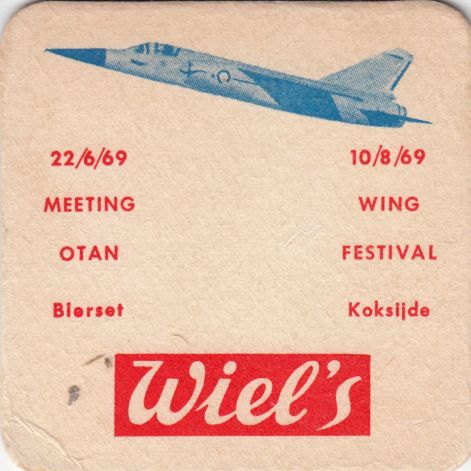 22/6/69
MEETING
OTAN
Bierset
10/8/69
WING
FESTIVAL
Koksijde
Wiel's